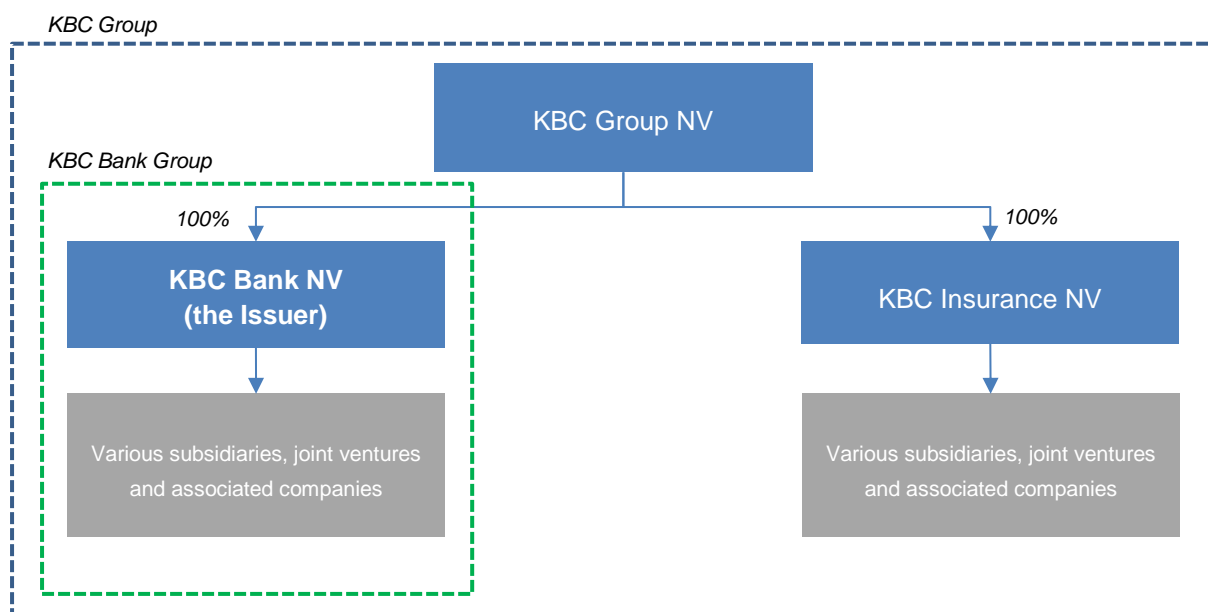 KBC Group
KBC Group NV
KBC Bank Group
100%
100%
KBC Bank NV
(the Issuer)
KBC Insurance NV
Various subsidiaries, joint ventures
and associated companies
Various subsidiaries, joint ventures
and associated companies